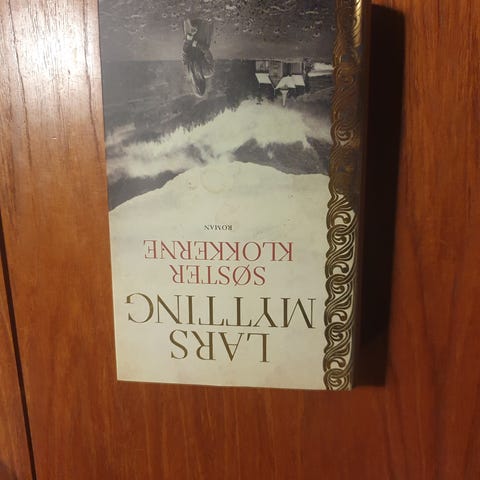 LARS
MYTTING
SØSTER
KLOKKERNE
ROMAN